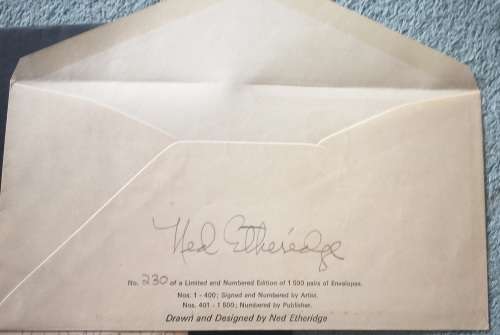 Ned Etheridge
No. 230 of a Limited and Numbered Edition of 1 500 pairs of Envelopes.
Nos. 1 - 400; Signed and Numbered by Artist.
Nos. 401 - 1 500; Numbered by Publisher.
Drawn and Designed by Ned Etheridge